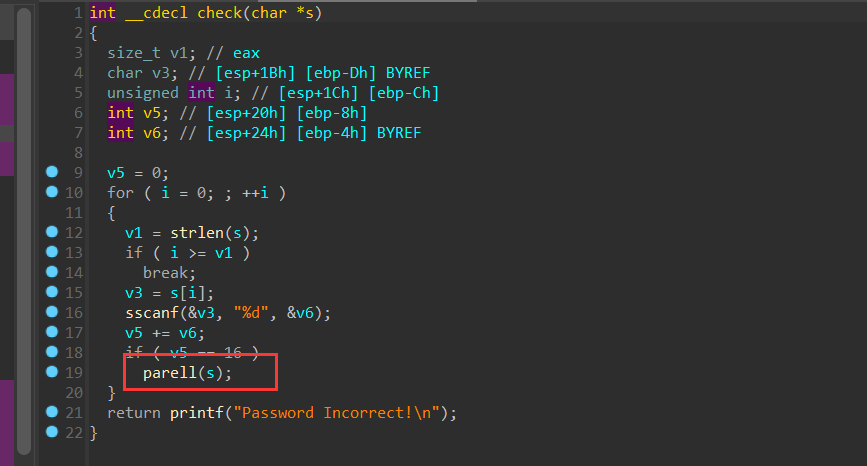 1 int __cdecl check(char *s)
2 {
3 size_t v1; // eax
4 char v3; // [esp+1Bh] [ebp-Dh] BYREF
5 unsigned int i; // [esp+1Ch] [ebp-Ch]
6 int v5; // [esp+20h] [ebp-8h]
7 int v6; // [esp+24h] [ebp-4h] BYREF
8
9 v5 = 0;
10 for ( i = 0; ; ++i )
11 {
12 v1 = strlen(s);
13 if ( i >= v1 )
14 break;
15 v3 = s[i];
16 sscanf(&v3, "%d", &v6);
17 v5 += v6;
18 if ( v5 == 16 )
19 parell(s);
20 }
21 return printf("Password Incorrect!\n");
22 }